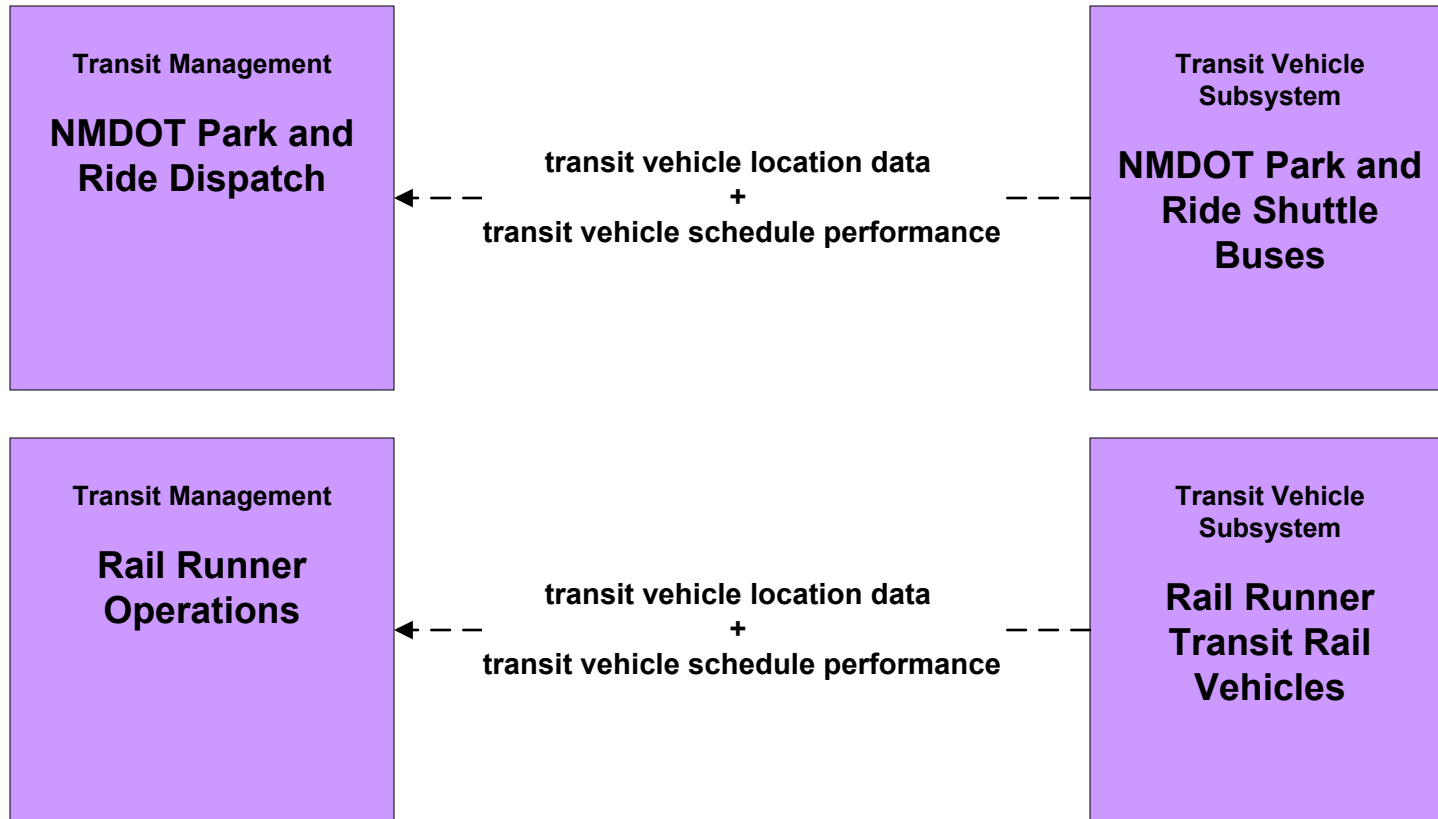 Transit Management
NMDOT Park and
Ride Dispatch
transit vehicle location data
+
transit vehicle schedule performance
Transit Vehicle
Subsystem
NMDOT Park and
Ride Shuttle
Buses
Transit Management
Rail Runner
Operations
transit vehicle location data
+
transit vehicle schedule performance
Transit Vehicle
Subsystem
Rail Runner
Transit Rail
Vehicles